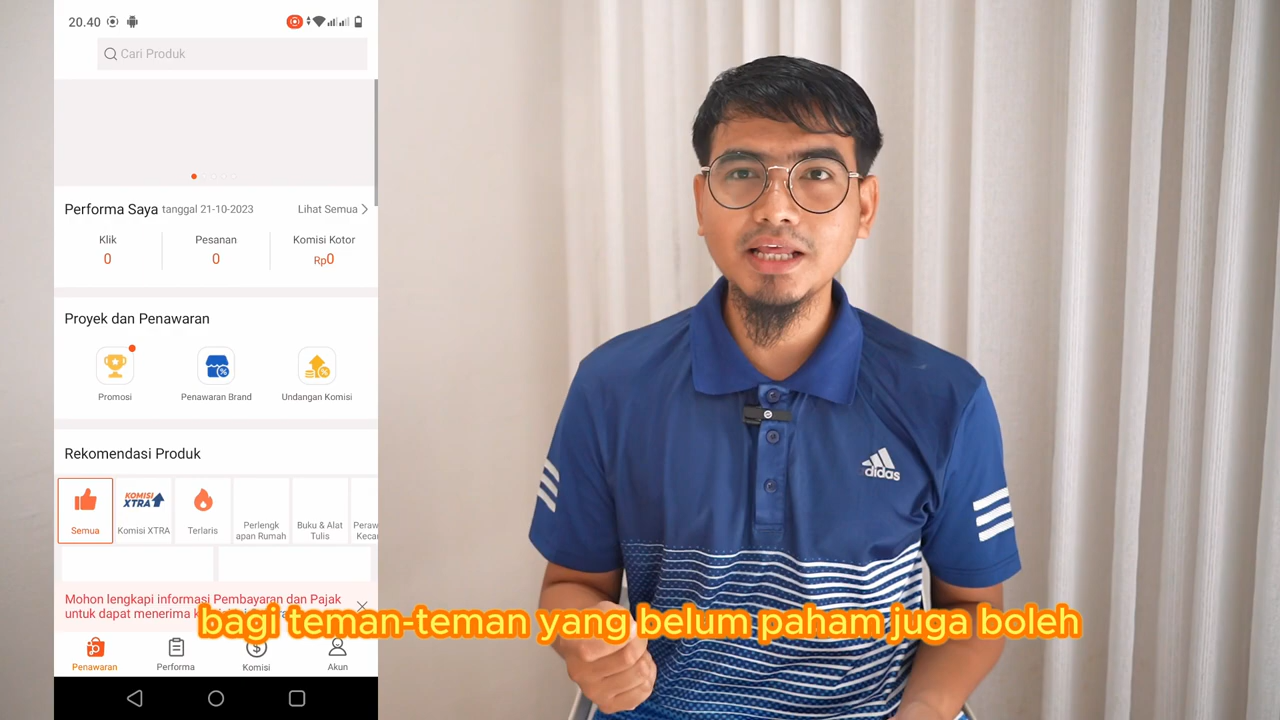 20.40
Cari Produk
Performa Saya tanggal 21-10-2023 Lihat Semua
Klik Pesanan Komisi Kotor
0 0 Rp0
Proyek dan Penawaran
Promosi Penawaran Brand Undangan Komisi
Rekomendasi Produk
KOMISI
XTRA
Semua Komisi XTRA Terlaris Perlengk
apan Rumah Buku & Alat
Tulis Peraw
Kecan
Mohon lengkapi informasi Pembayaran dan Pajak
untuk dapat menerima
bagi teman-teman yang belum paham juga boleh
Penawaran Performa Komisi Akun
adidas